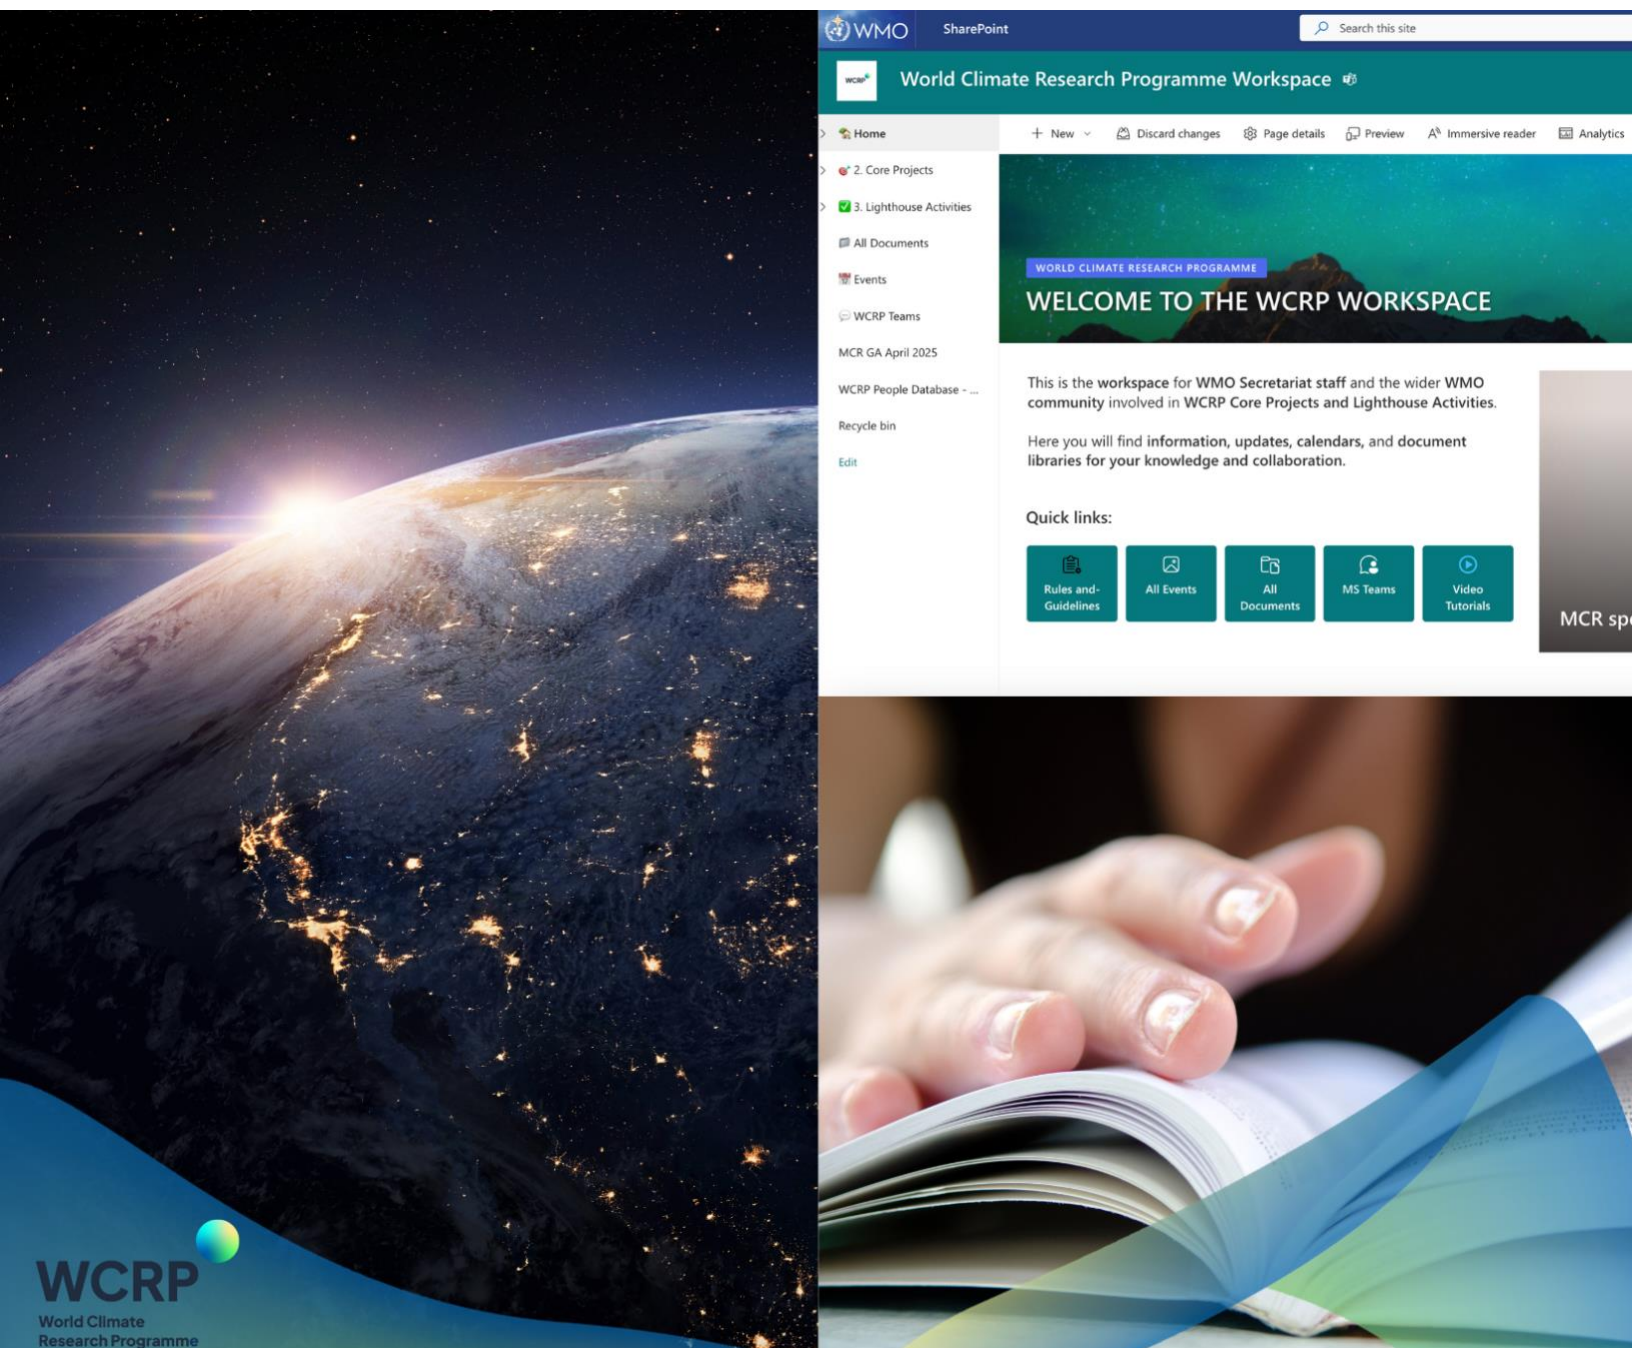 WMO
SharePoint
Search this site
WCRP
World Climate Research Programme Workspace
Home
2. Core Projects
3. Lighthouse Activities
All Documents
Events
WCRP Teams
MCR GA April 2025
WCRP People Database - ...
Recycle bin
Edit
New
Discard changes
Page details
Preview
Immersive reader
Analytics
WORLD CLIMATE RESEARCH PROGRAMME
WELCOME TO THE WCRP WORKSPACE
This is the workspace for WMO Secretariat staff and the wider WMO
community involved in WCRP Core Projects and Lighthouse Activities.
Here you will find information, updates, calendars, and document
libraries for your knowledge and collaboration.
Quick links:
Rules and-
Guidelines
All Events
All
Documents
MS Teams
Video
Tutorials
MCR spe
WCRP
World Climate
Research Programme